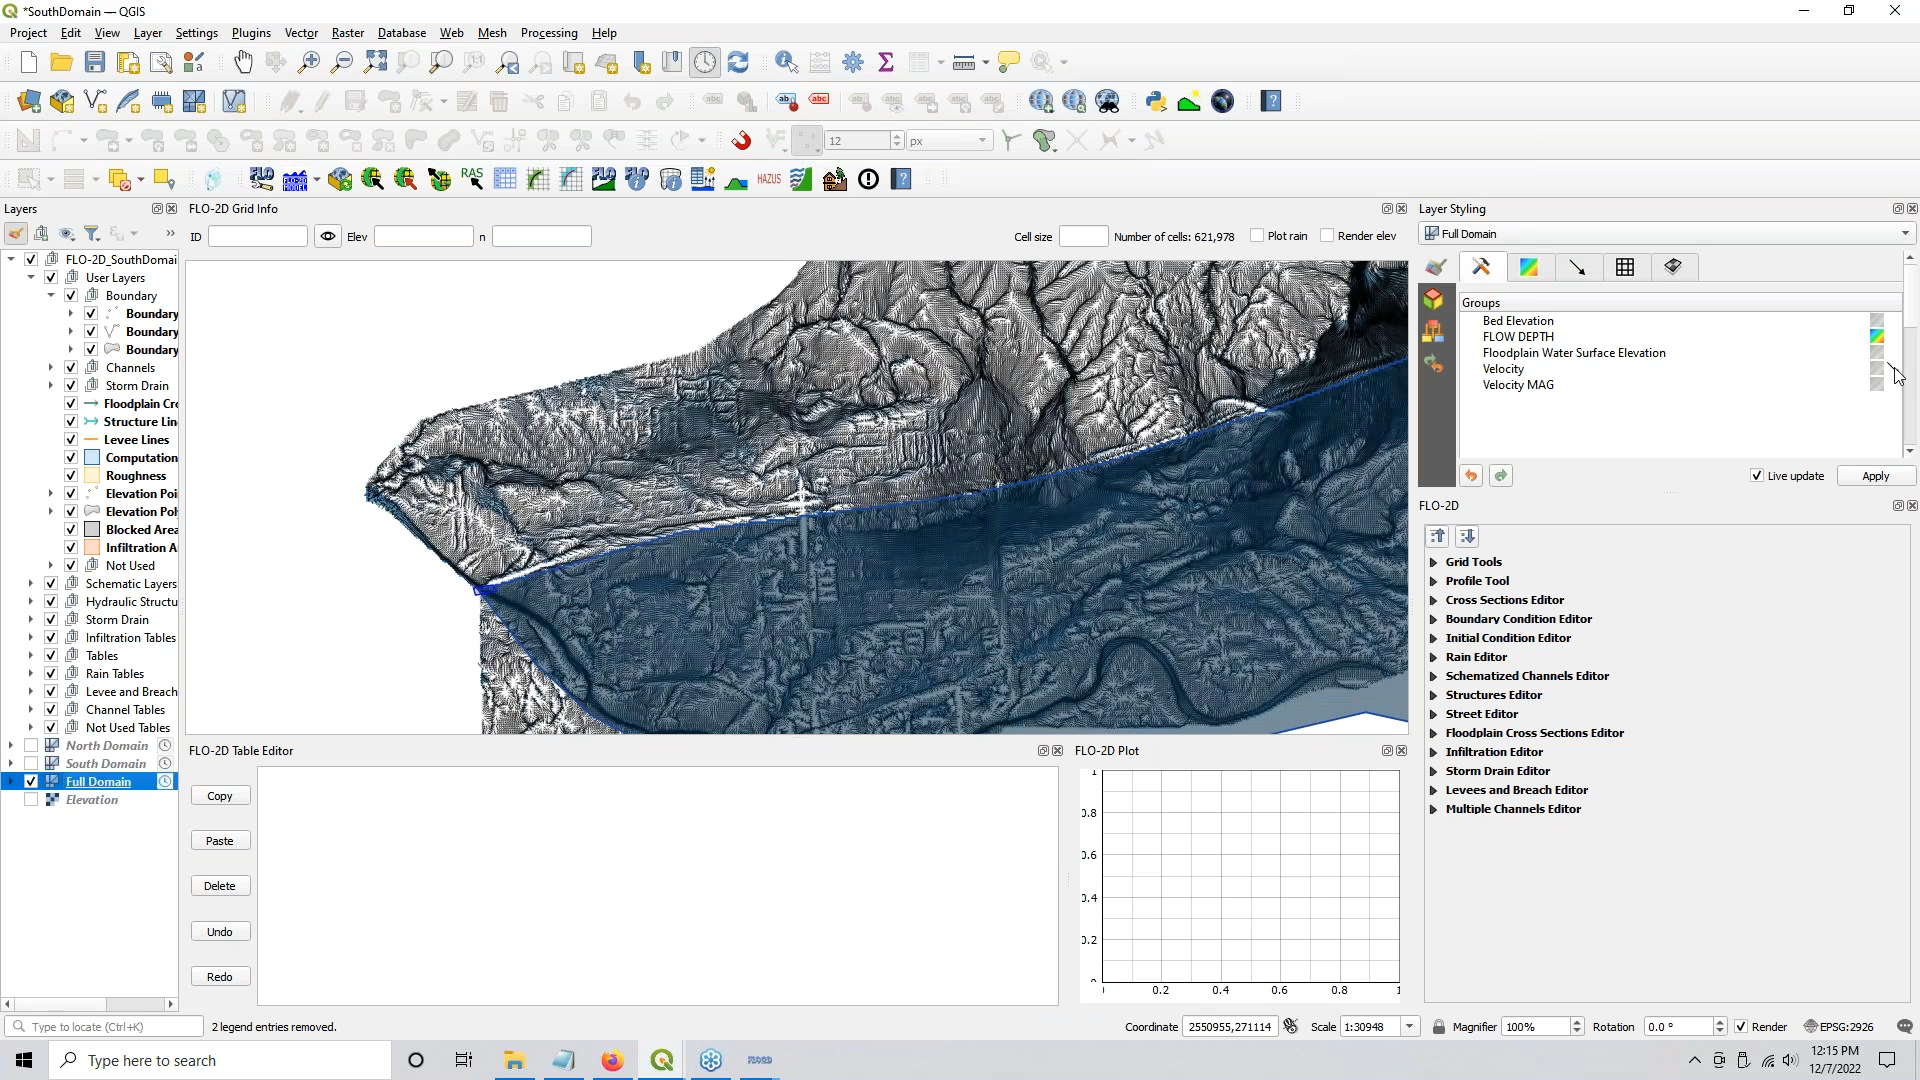 *SouthDomain — QGIS
Project Edit View Layer Settings Plugins Vector Raster Database Web Mesh Processing Help
12 px
FLO-2D MODEL RAS FLO HAZUS
Layers
FLO-2D_SouthDomai
User Layers
Boundary
Boundary
Boundary
Boundary
Channels
Storm Drain
Floodplain Cr
Structure Lin
Levee Lines
Computation
Roughness
Elevation Poi
Elevation Pol
Blocked Area
Infiltration A
Not Used
Schematic Layers
Hydraulic Structu
Storm Drain
Infiltration Tables
Tables
Rain Tables
Levee and Breach
Channel Tables
Not Used Tables
North Domain
South Domain
Full Domain
Elevation
FLO-2D Grid Info
ID Elev n Cell size Number of cells: 621,978 Plot rain Render elev
FLO-2D Table Editor
Copy
Paste
Delete
Undo
Redo
FLO-2D Plot
1
0.8
0.6
0.4
0.2
0.2 0.4 0.6 0.8 1
Layer Styling
Full Domain
Groups
Bed Elevation
FLOW DEPTH
Floodplain Water Surface Elevation
Velocity
Velocity MAG
Live update Apply
FLO-2D
Grid Tools
Profile Tool
Cross Sections Editor
Boundary Condition Editor
Initial Condition Editor
Rain Editor
Schematized Channels Editor
Structures Editor
Street Editor
Floodplain Cross Sections Editor
Infiltration Editor
Storm Drain Editor
Levees and Breach Editor
Multiple Channels Editor
Type to locate (Ctrl+K) 2 legend entries removed. Coordinate 2550955,271114 Scale 1:30948 Magnifier 100% Rotation 0.0 ° Render EPSG:2926
Type here to search
12:15 PM
12/7/2022